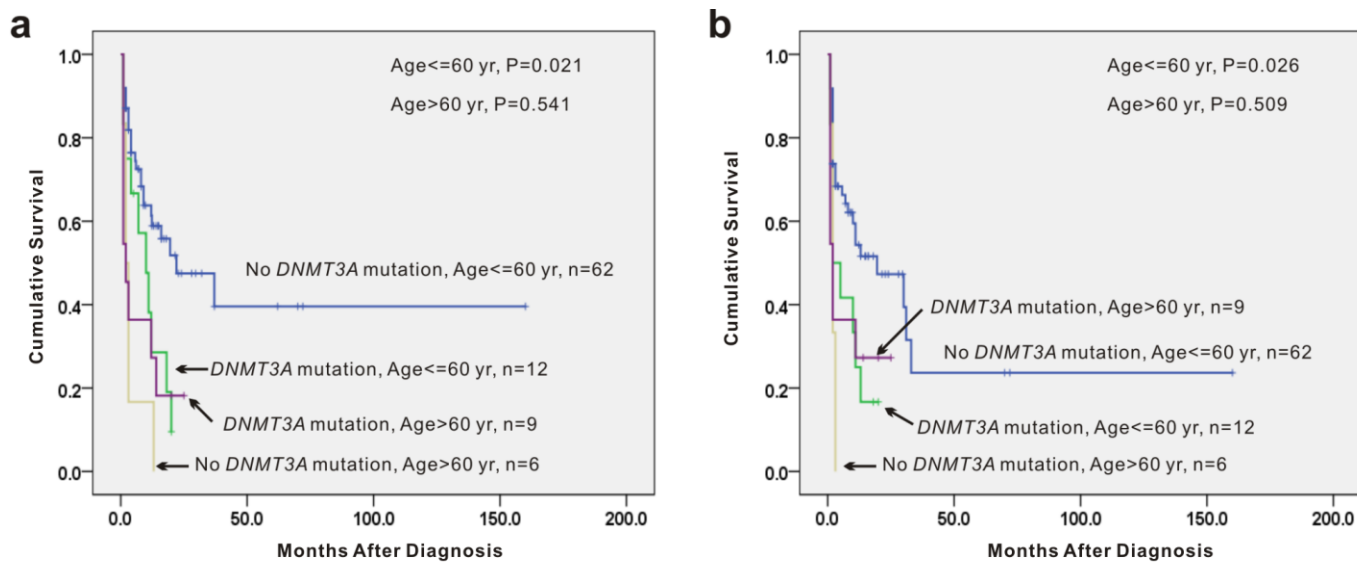 a
Age<=60 yr, P=0.021
Age>60 yr, P=0.541
1.0
0.8
0.6
0.4
0.2
0.0
Cumulative Survival
No DNMT3A mutation, Age<=60 yr, n=62
DNMT3A mutation, Age<=60 yr, n=12
DNMT3A mutation, Age>60 yr, n=9
No DNMT3A mutation, Age>60 yr, n=6
0.0 50.0 100.0 150.0 200.0
Months After Diagnosis
b
Age<=60 yr, P=0.026
Age>60 yr, P=0.509
1.0
0.8
0.6
0.4
0.2
0.0
Cumulative Survival
DNMT3A mutation, Age>60 yr, n=9
No DNMT3A mutation, Age<=60 yr, n=62
DNMT3A mutation, Age<=60 yr, n=12
No DNMT3A mutation, Age>60 yr, n=6
0.0 50.0 100.0 150.0 200.0
Months After Diagnosis